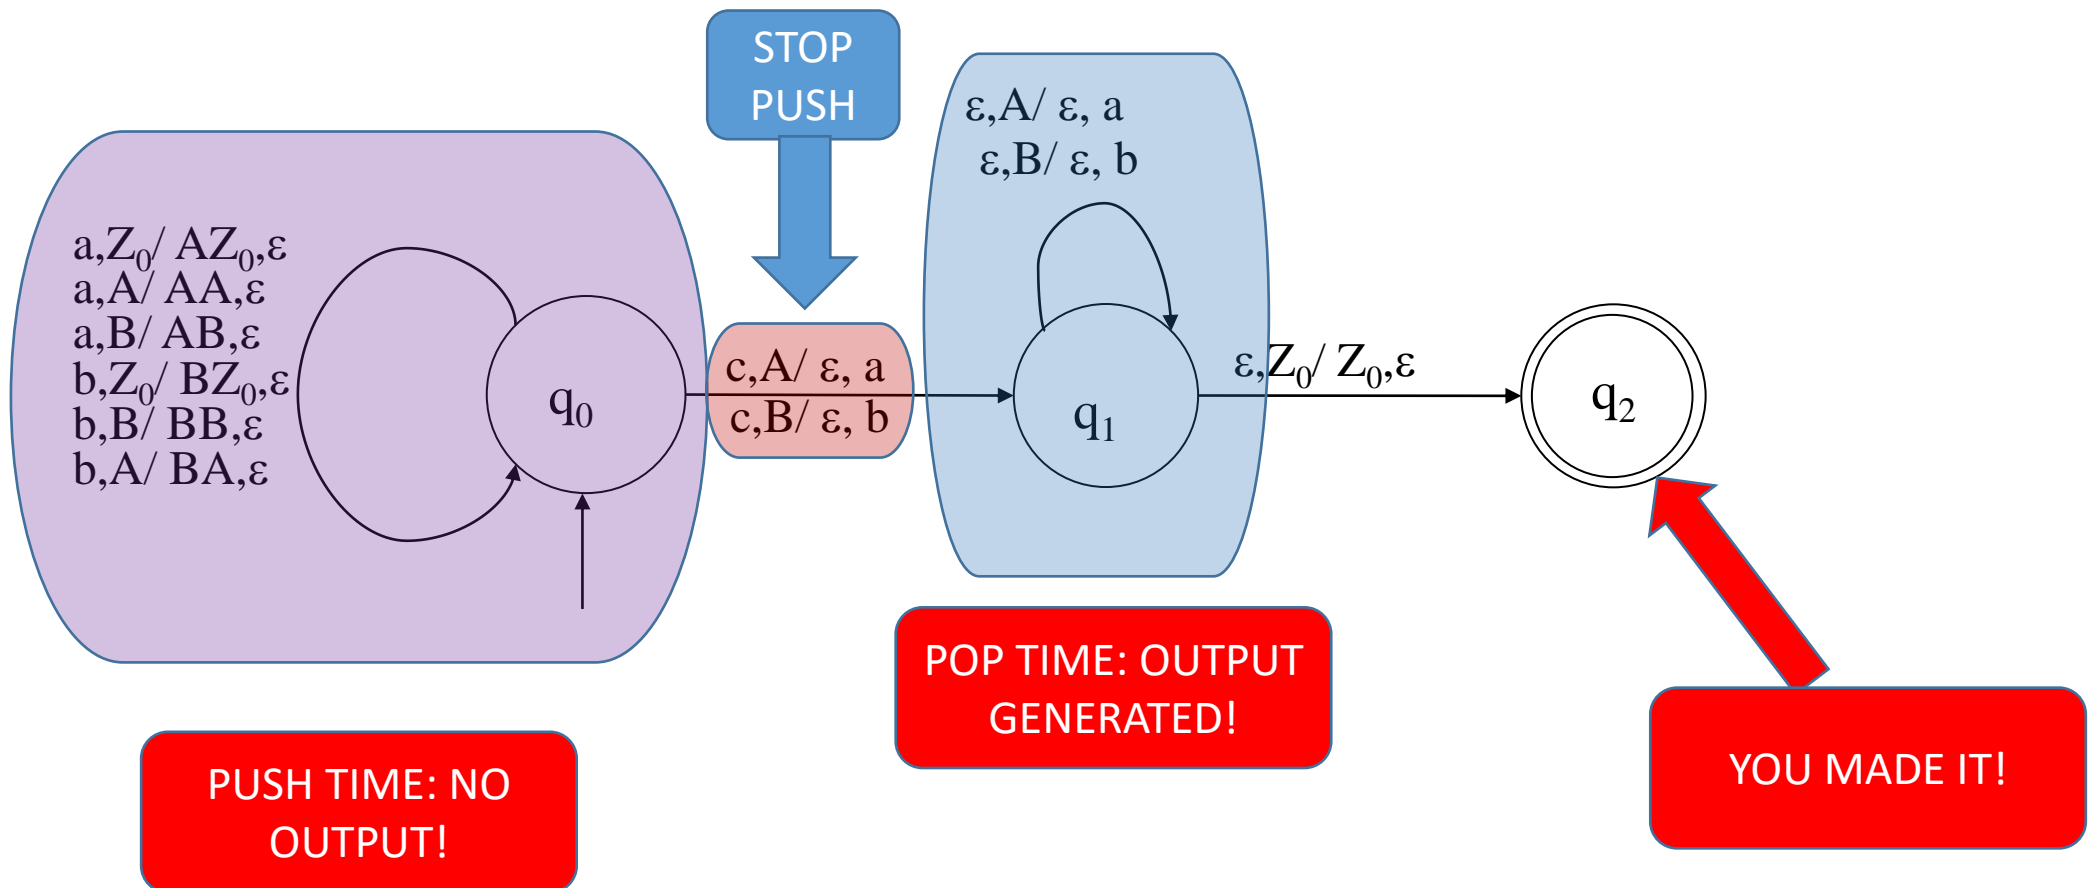 STOP
PUSH
ε,A/ ε, a
ε,B/ ε, b
a,Z₀/ AZ₀,ε
a,A/ AA,ε
a,B/ AB,ε
b,Z₀/ BZ₀,ε
b,B/ BB,ε
b,A/ BA,ε
q₀
c,A/ ε, a
c,B/ ε, b
q₁
ε,Z₀/ Z₀,ε
q₂
POP TIME: OUTPUT
GENERATED!
PUSH TIME: NO
OUTPUT!
YOU MADE IT!